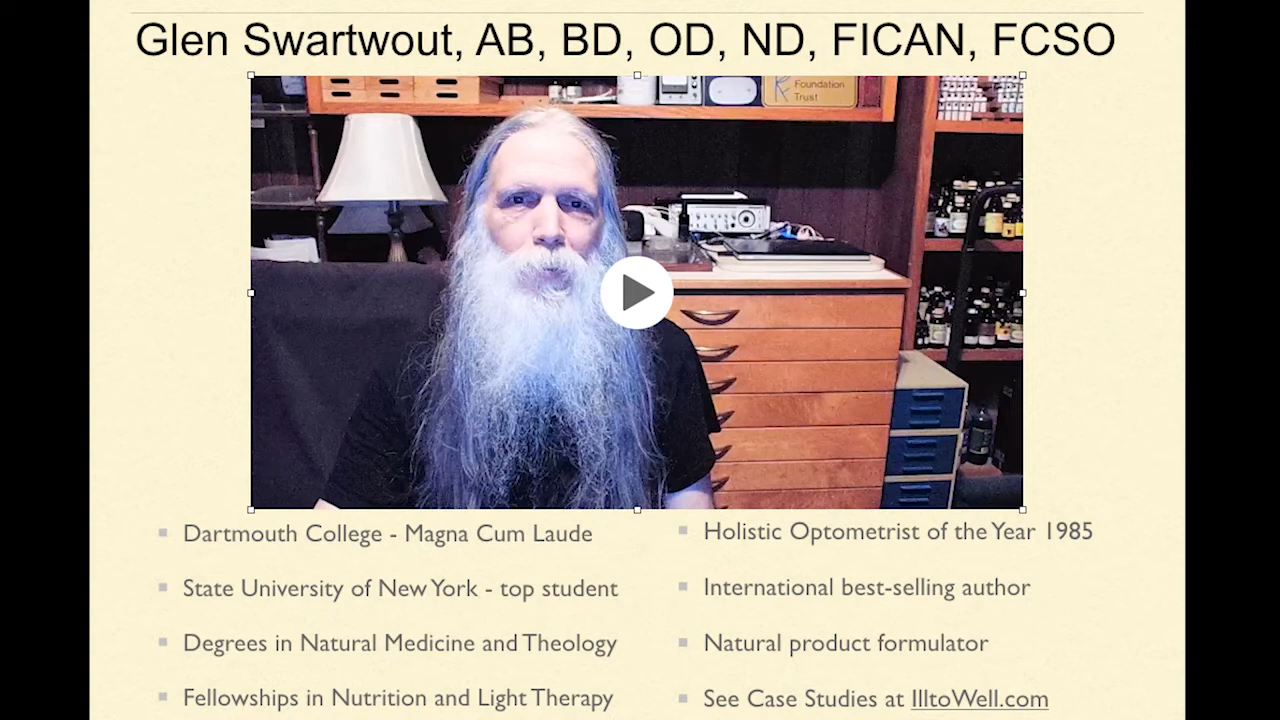 Glen Swartwout, AB, BD, OD, ND, FICAN, FCSO
Foundation
Trust
Dartmouth College - Magna Cum Laude
State University of New York - top student
Degrees in Natural Medicine and Theology
Fellowships in Nutrition and Light Therapy
Holistic Optometrist of the Year 1985
International best-selling author
Natural product formulator
See Case Studies at IlltoWell.com